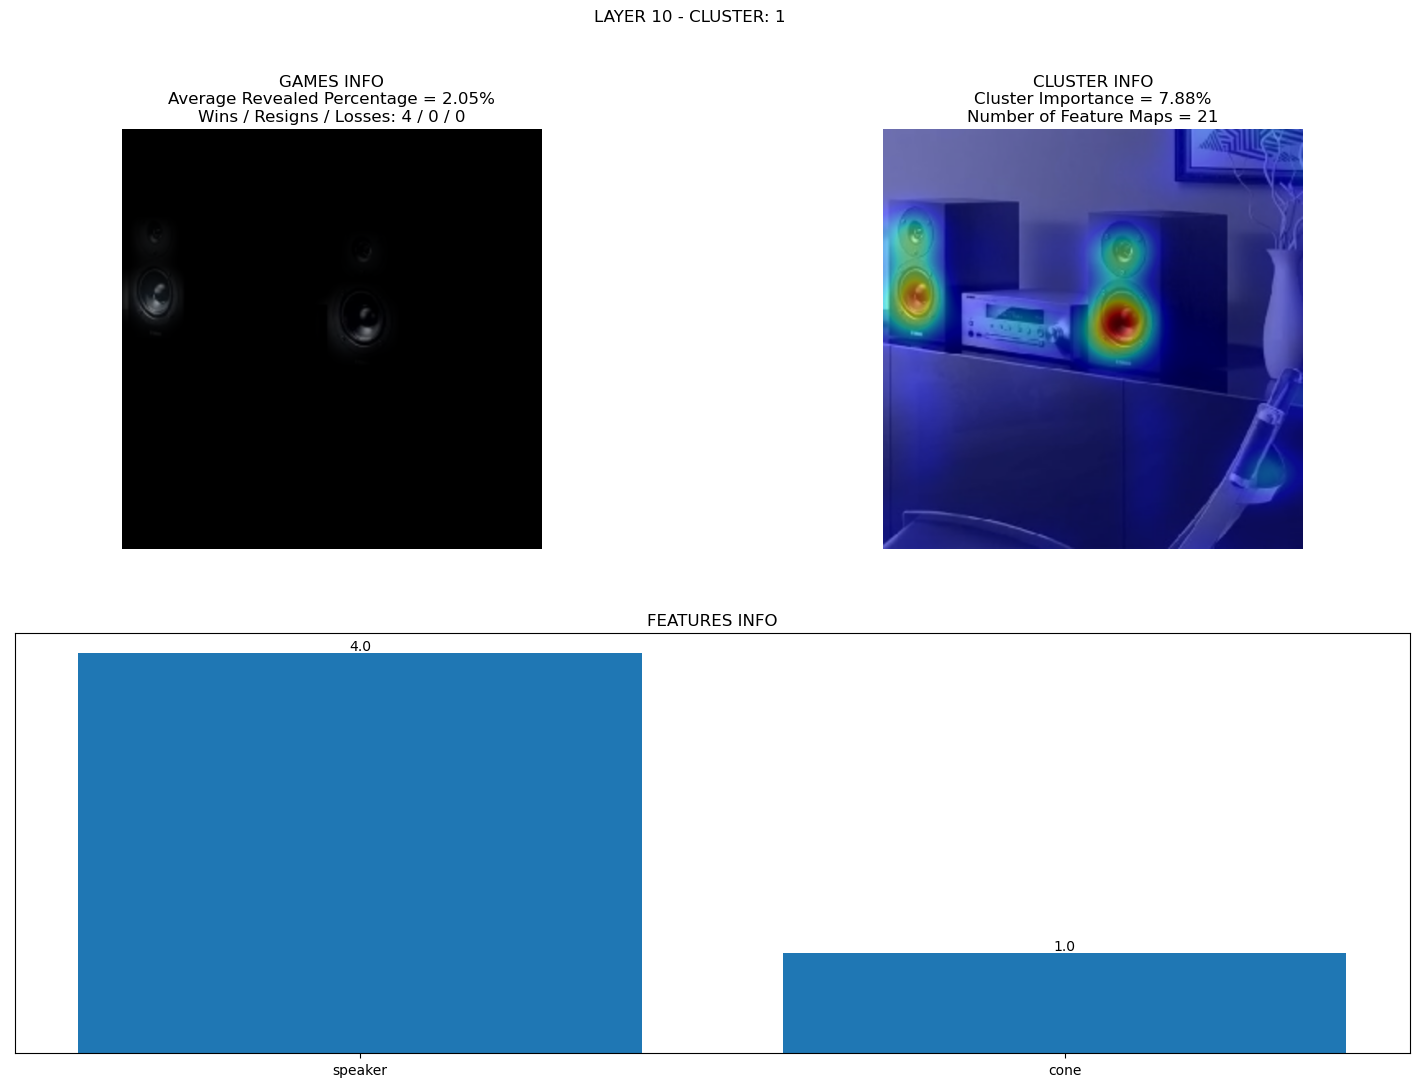 LAYER 10 - CLUSTER: 1
GAMES INFO
Average Revealed Percentage = 2.05%
Wins / Resigns / Losses: 4 / 0 / 0
CLUSTER INFO
Cluster Importance = 7.88%
Number of Feature Maps = 21
FEATURES INFO
4.0
1.0
speaker
cone